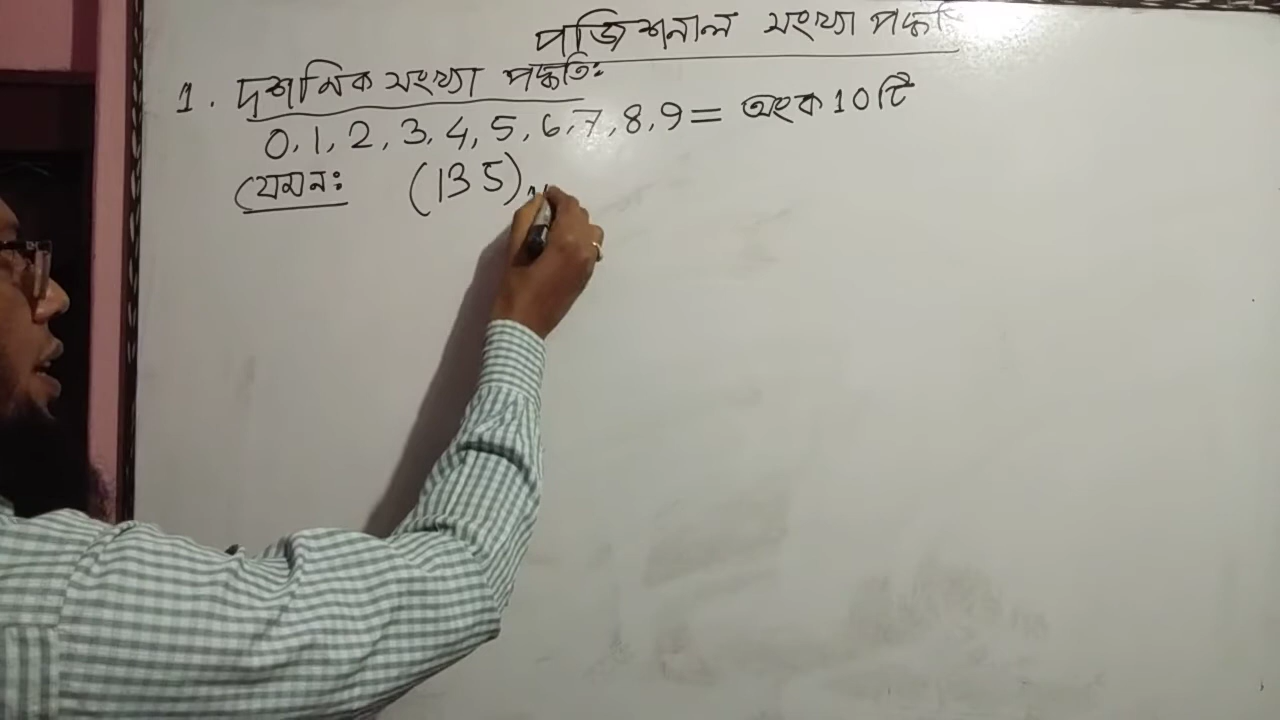 পজিশনাল সংখ্যা পদ্ধতি
1. দশমিক সংখ্যা পদ্ধতিঃ
0, 1, 2, 3, 4, 5, 6, 7, 8, 9 = অংক 10 টি
যেমনঃ (135)